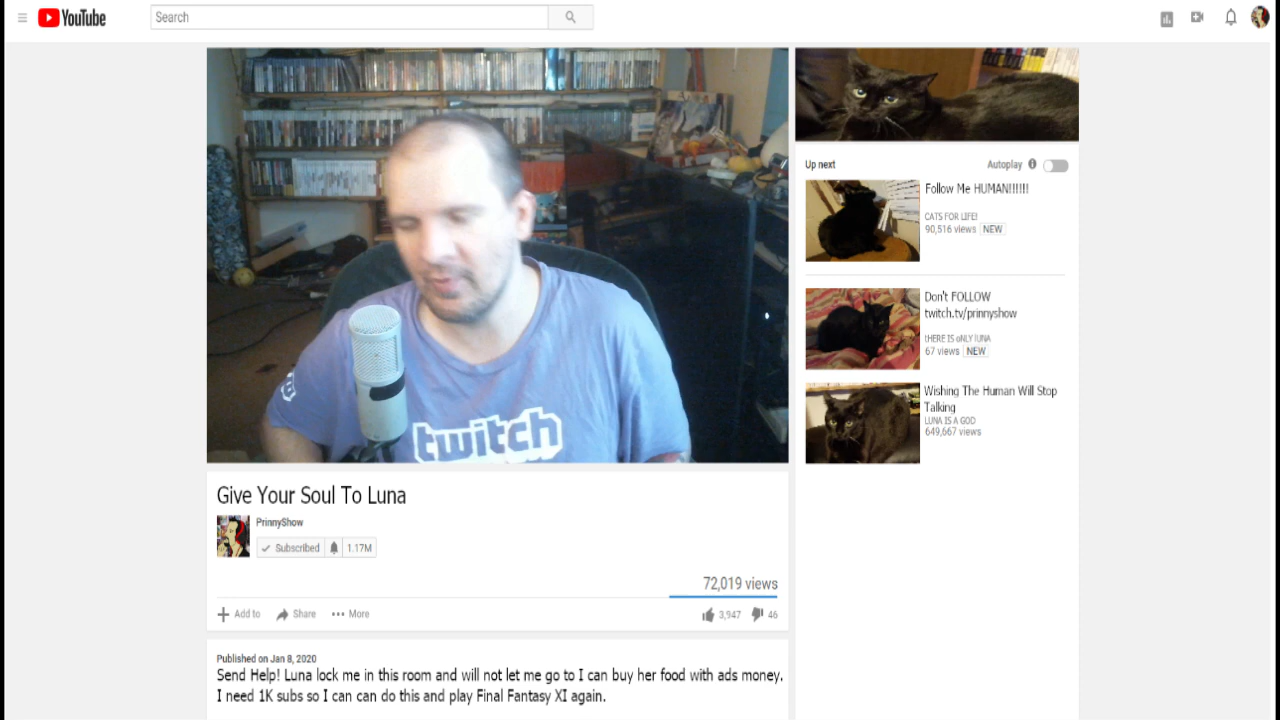 YouTube
Search
twitch
Give Your Soul To Luna
PrinnyShow
Subscribed 1.17M
72,019 views
Add to Share More 3,947 46
Published on Jan 8, 2020
Send Help! Luna lock me in this room and will not let me go to I can buy her food with ads money.
I need 1K subs so I can can do this and play Final Fantasy XI again.
Up next Autoplay
Follow Me HUMAN!!!!!!
CATS FOR LIFE!
90,516 views NEW
Don't FOLLOW
twitch.tv/prinnyshow
tHERE IS oNLY lUNA
67 views NEW
Wishing The Human Will Stop
Talking
LUNA IS A GOD
649,667 views